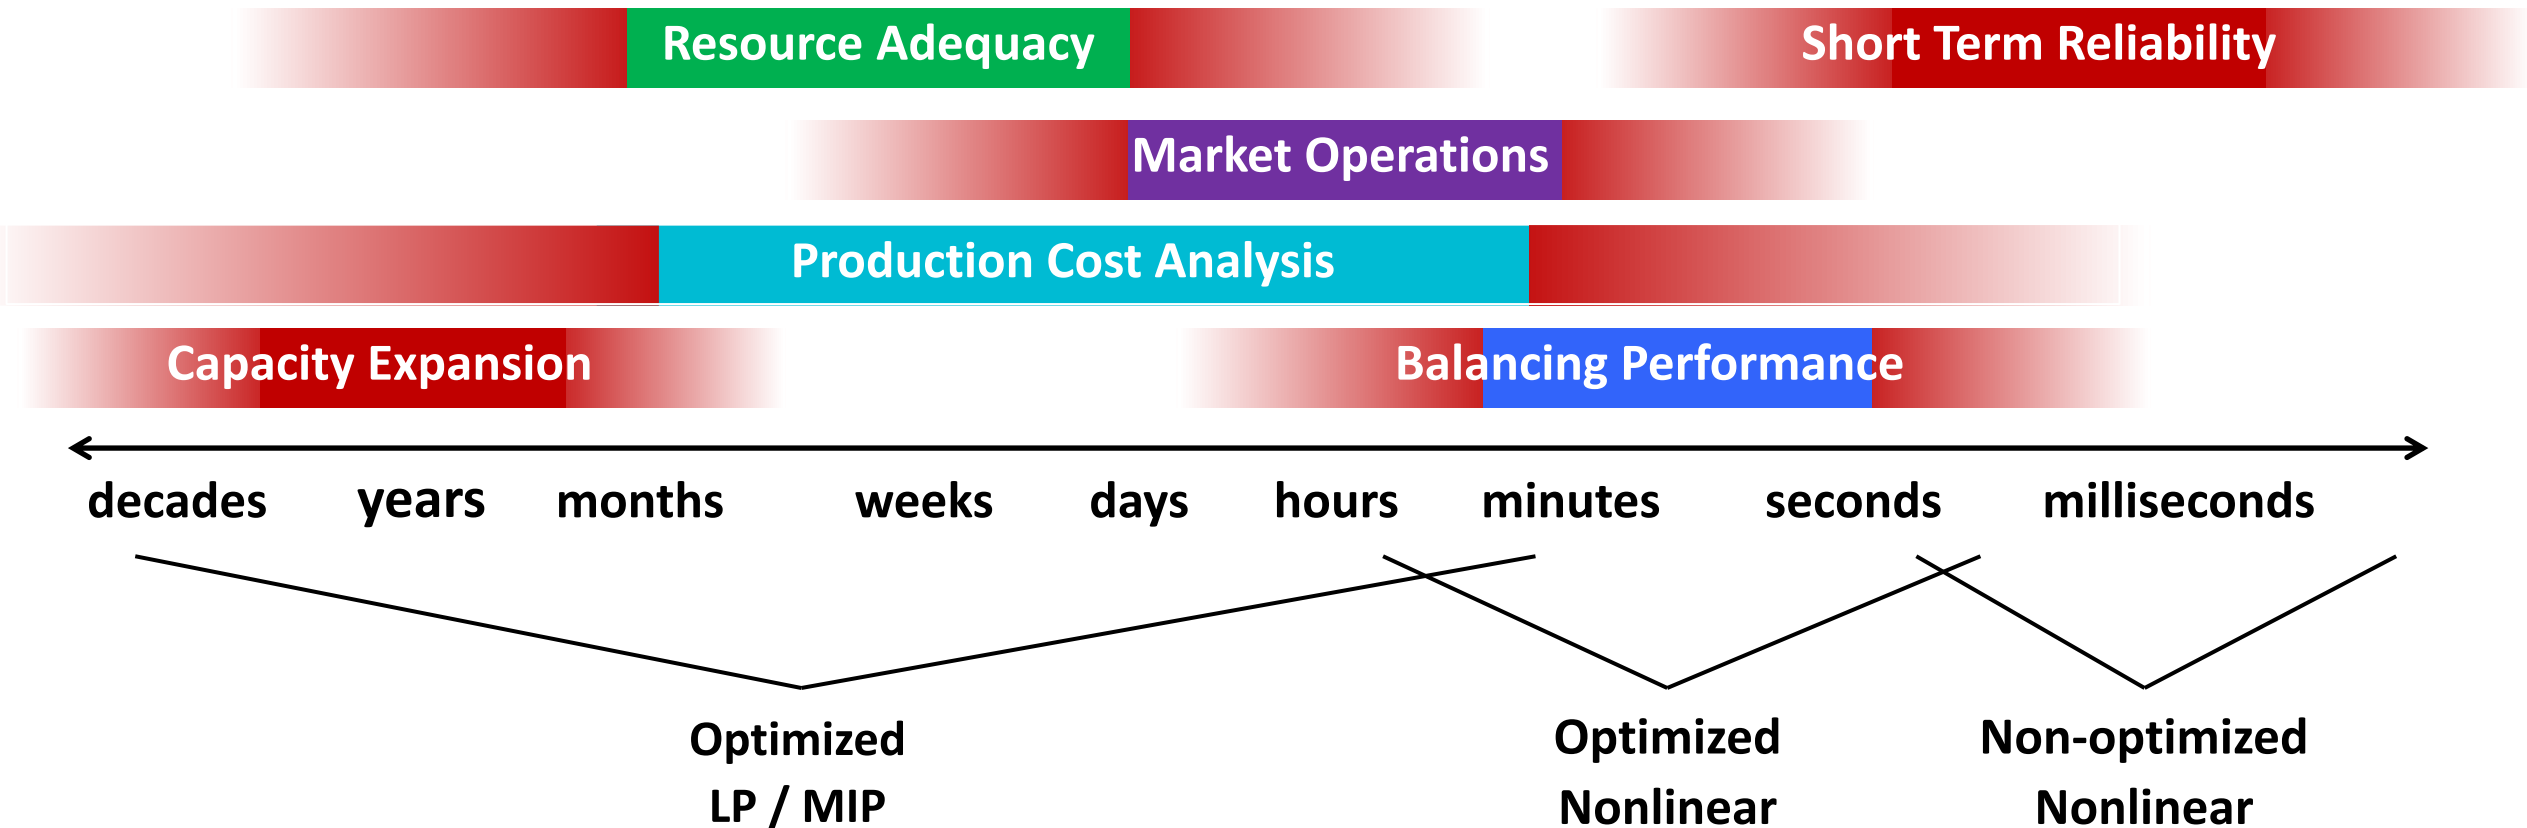 Resource Adequacy
Short Term Reliability
Market Operations
Production Cost Analysis
Capacity Expansion
Balancing Performance
decades years months weeks days hours minutes seconds milliseconds
Optimized
LP / MIP
Optimized
Nonlinear
Non-optimized
Nonlinear